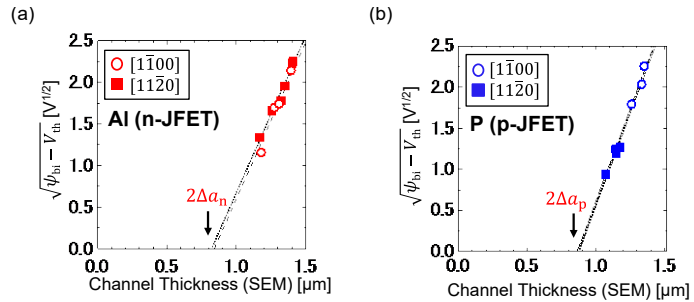 (a)
2.5
2.0
1.5
1.0
0.5
0.0
√ψbi − Vth [V1/2]
[11̅00]
[112̅0]
Al (n-JFET)
2Δan
0.0 0.5 1.0 1.5
Channel Thickness (SEM) [μm]
(b)
2.5
2.0
1.5
1.0
0.5
0.0
√ψbi − Vth [V1/2]
[11̅00]
[112̅0]
P (p-JFET)
2Δap
0.0 0.5 1.0 1.5
Channel Thickness (SEM) [μm]